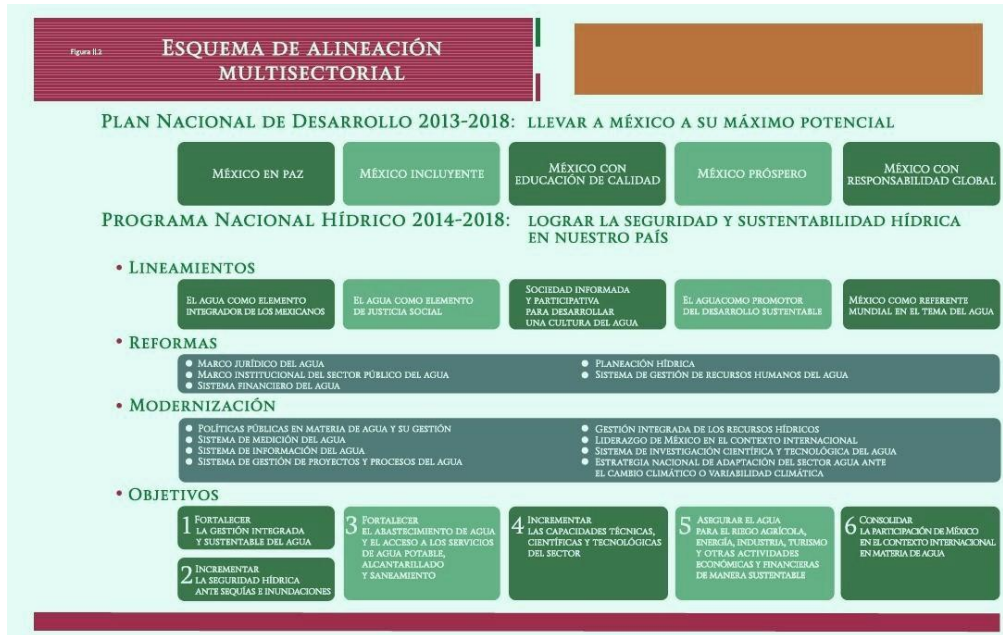 Figura II.2
ESQUEMA DE ALINEACIÓN
MULTISECTORIAL
PLAN NACIONAL DE DESARROLLO 2013-2018: LLEVAR A MÉXICO A SU MÁXIMO POTENCIAL
MÉXICO EN PAZ
MÉXICO INCLUYENTE
MÉXICO CON
EDUCACIÓN DE CALIDAD
MÉXICO PRÓSPERO
MÉXICO CON
RESPONSABILIDAD GLOBAL
PROGRAMA NACIONAL HÍDRICO 2014-2018: LOGRAR LA SEGURIDAD Y SUSTENTABILIDAD HÍDRICA
EN NUESTRO PAÍS
• LINEAMIENTOS
EL AGUA COMO ELEMENTO
INTEGRADOR DE LOS MEXICANOS
EL AGUA COMO ELEMENTO
DE JUSTICIA SOCIAL
SOCIEDAD INFORMADA
Y PARTICIPATIVA
PARA DESARROLLAR
UNA CULTURA DEL AGUA
EL AGUACOMO PROMOTOR
DEL DESARROLLO SUSTENTABLE
MÉXICO COMO REFERENTE
MUNDIAL EN EL TEMA DEL AGUA
• REFORMAS
MARCO JURÍDICO DEL AGUA
MARCO INSTITUCIONAL DEL SECTOR PÚBLICO DEL AGUA
SISTEMA FINANCIERO DEL AGUA
PLANEACIÓN HÍDRICA
SISTEMA DE GESTIÓN DE RECURSOS HUMANOS DEL AGUA
• MODERNIZACIÓN
POLÍTICAS PÚBLICAS EN MATERIA DE AGUA Y SU GESTIÓN
SISTEMA DE MEDICIÓN DEL AGUA
SISTEMA DE INFORMACIÓN DEL AGUA
SISTEMA DE GESTIÓN DE PROYECTOS Y PROCESOS DEL AGUA
GESTIÓN INTEGRADA DE LOS RECURSOS HÍDRICOS
LIDERAZGO DE MÉXICO EN EL CONTEXTO INTERNACIONAL
SISTEMA DE INVESTIGACIÓN CIENTÍFICA Y TECNOLÓGICA DEL AGUA
ESTRATEGIA NACIONAL DE ADAPTACIÓN DEL SECTOR AGUA ANTE
EL CAMBIO CLIMÁTICO O VARIABILIDAD CLIMÁTICA
• OBJETIVOS
1 FORTALECER
LA GESTIÓN INTEGRADA
Y SUSTENTABLE DEL AGUA
2 INCREMENTAR
LA SEGURIDAD HÍDRICA
ANTE SEQUÍAS E INUNDACIONES
3 FORTALECER
EL ABASTECIMIENTO DE AGUA
Y EL ACCESO A LOS SERVICIOS
DE AGUA POTABLE,
ALCANTARILLADO
Y SANEAMIENTO
4 INCREMENTAR
LAS CAPACIDADES TÉCNICAS,
CIENTÍFICAS Y TECNOLÓGICAS
DEL SECTOR
5 ASEGURAR EL AGUA
PARA EL RIEGO AGRÍCOLA,
ENERGÍA, INDUSTRIA, TURISMO
Y OTRAS ACTIVIDADES
ECONÓMICAS Y FINANCIERAS
DE MANERA SUSTENTABLE
6 CONSOLIDAR
LA PARTICIPACIÓN DE MÉXICO
EN EL CONTEXTO INTERNACIONAL
EN MATERIA DE AGUA